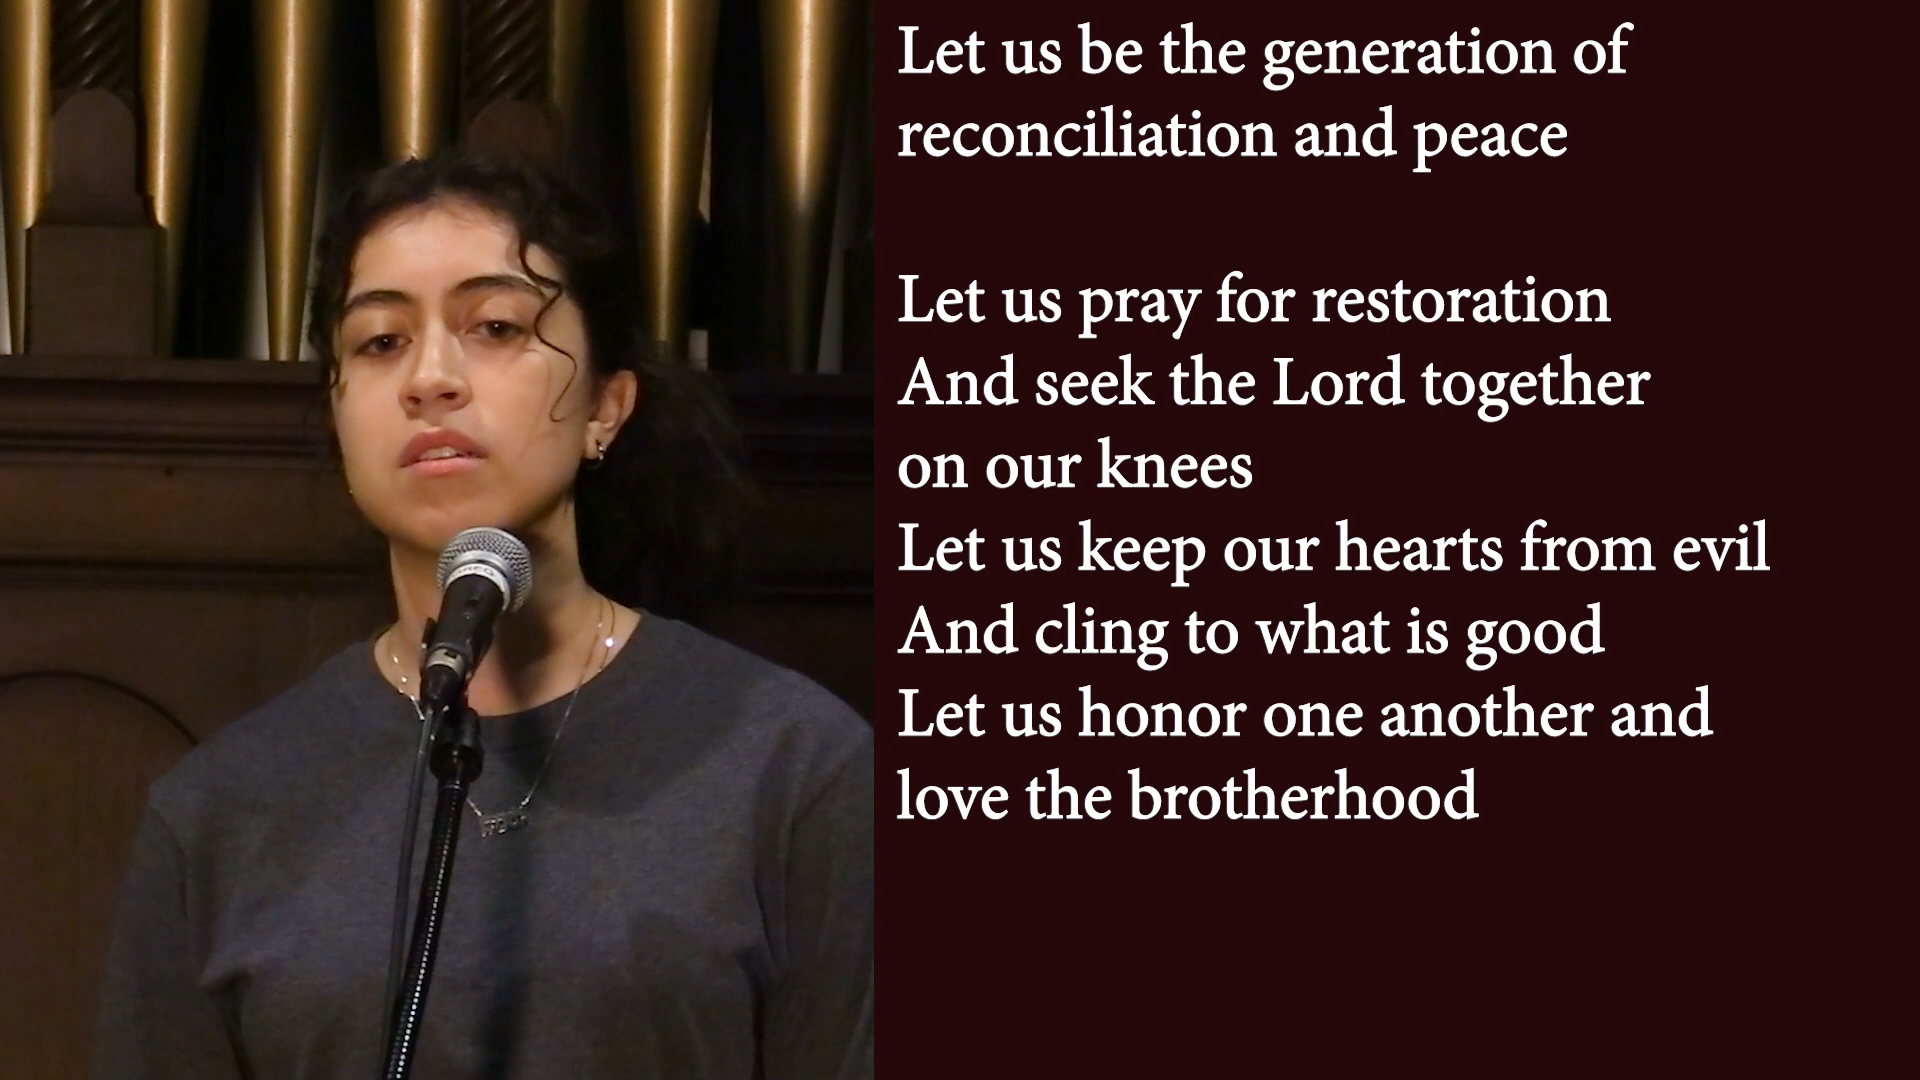 Let us be the generation of
reconciliation and peace
Let us pray for restoration
And seek the Lord together
on our knees
Let us keep our hearts from evil
And cling to what is good
Let us honor one another and
love the brotherhood